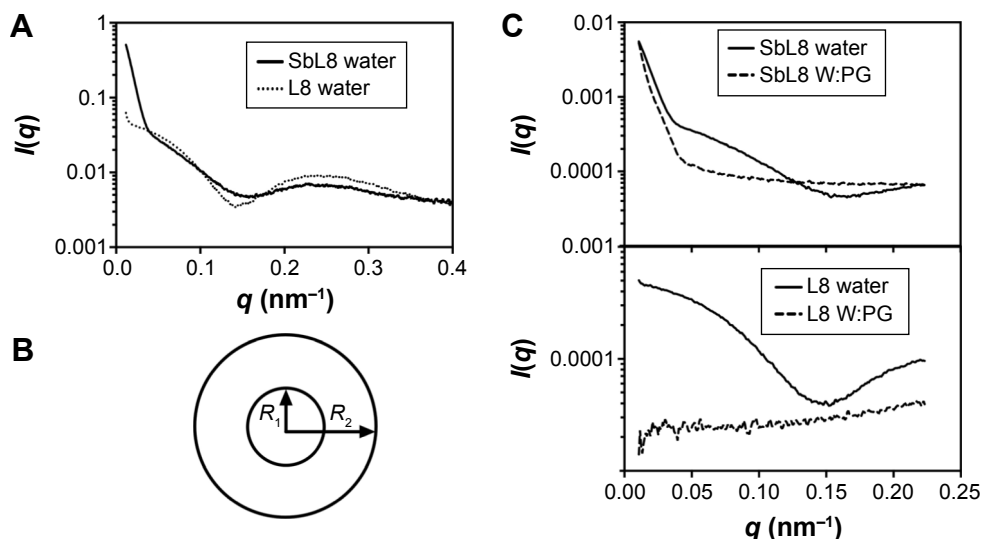 A
1
0.1
0.01
0.001
I(q)
SbL8 water
L8 water
0.0
0.1
0.2
0.3
0.4
q (nm⁻¹)
B
R₁
R₂
C
0.01
0.001
0.0001
0.001
I(q)
SbL8 water
SbL8 W:PG
0.0001
I(q)
L8 water
L8 W:PG
0.00
0.05
0.10
0.15
0.20
0.25
q (nm⁻¹)